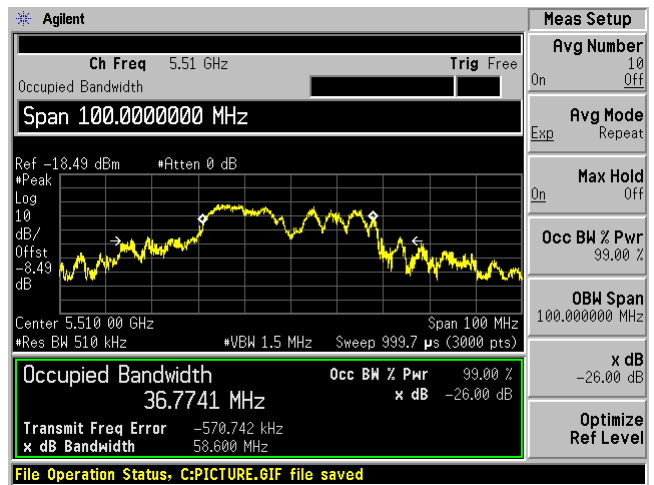 Agilent
Meas Setup
Ch Freq 5.51 GHz Trig Free
Occupied Bandwidth
Span 100.0000000 MHz
Ref -18.49 dBm #Atten 0 dB
#Peak
Log
10
dB/
Offst
-8.49
dB
Center 5.510 00 GHz Span 100 MHz
#Res BW 510 kHz #VBW 1.5 MHz Sweep 999.7 µs (3000 pts)
Occupied Bandwidth Occ BW % Pwr 99.00 %
36.7741 MHz x dB -26.00 dB
Transmit Freq Error -570.742 kHz
x dB Bandwidth 58.600 MHz
File Operation Status, C:PICTURE.GIF file saved
Avg Number
10
On Off
Avg Mode
Exp Repeat
Max Hold
On Off
Occ BW % Pwr
99.00 %
OBW Span
100.000000 MHz
x dB
-26.00 dB
Optimize
Ref Level